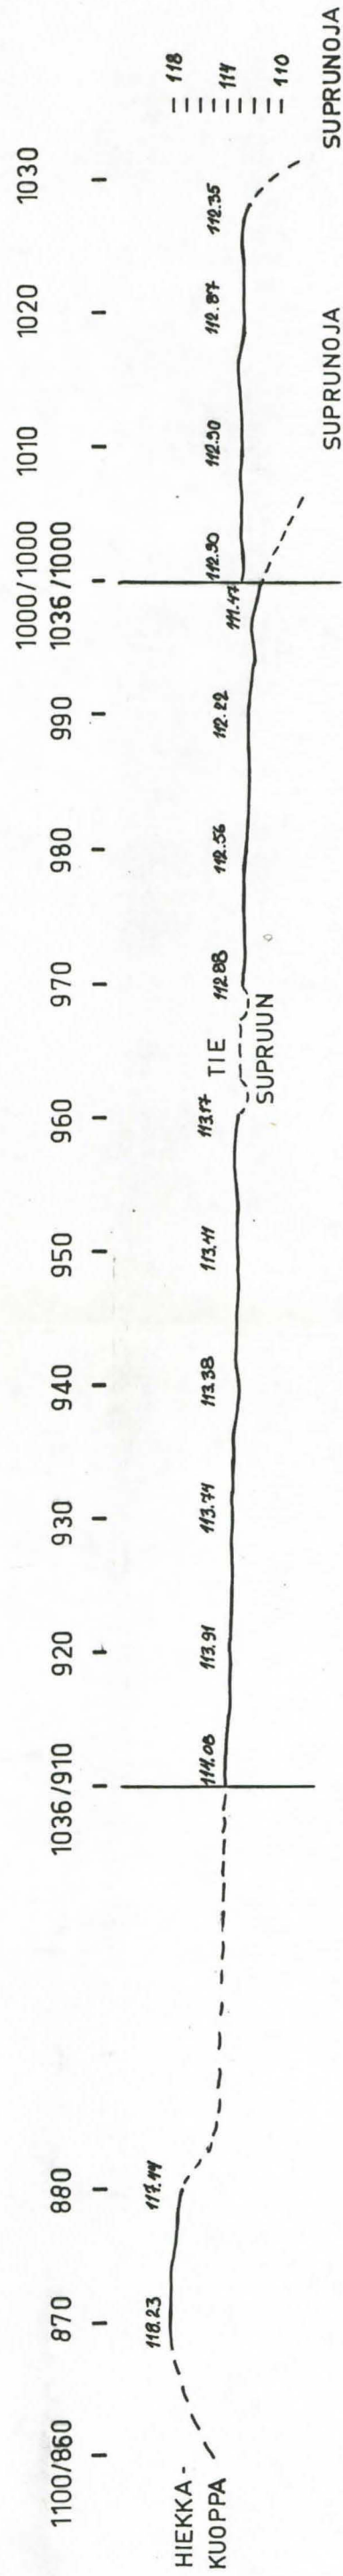 1000/1000 1010 1020 1030
1100/860 870 880 1036/910 920 930 940 950 960 970 980 990 1036/1000
118
114
110
118.23 117.44 114.08 113.91 113.74 113.38 113.41 113.17 112.88 112.56 112.22 111.47 112.90 112.90 112.87 112.35
HIEKKA-
KUOPPA
TIE
SUPRUUN
SUPRUNOJA
SUPRUNOJA